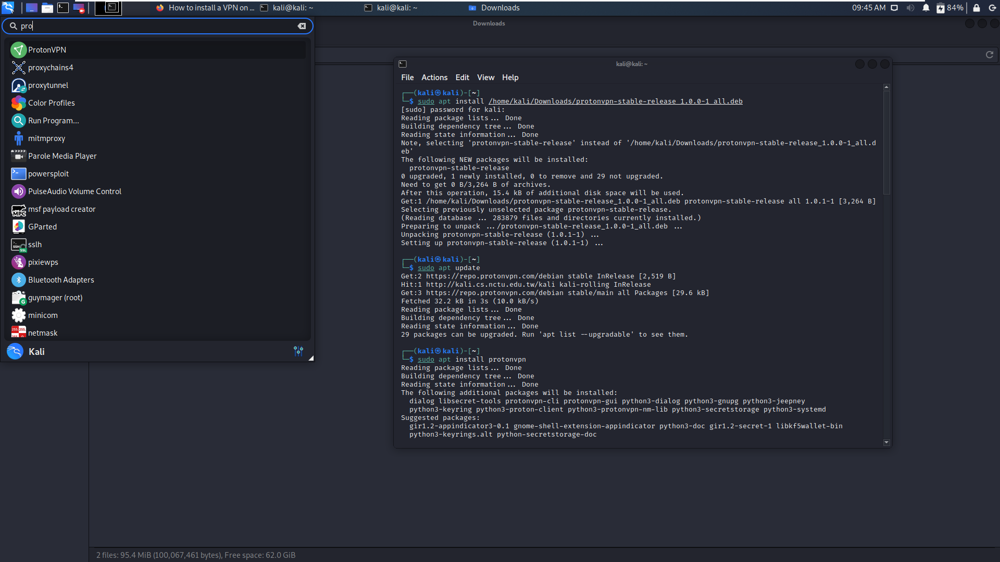 How to install a VPN on ...
kali@kali: ~
kali@kali: ~
Downloads
09:45 AM
84%
pro
ProtonVPN
proxychains4
proxytunnel
Color Profiles
Run Program...
mitmproxy
Parole Media Player
powersploit
PulseAudio Volume Control
msf payload creator
GParted
sslh
pixiewps
Bluetooth Adapters
guymager (root)
minicom
netmask
Kali
Downloads
kali@kali: ~
File Actions Edit View Help
┌──(kali㉿kali)-[~]
└─$ sudo apt install /home/kali/Downloads/protonvpn-stable-release_1.0.0-1_all.deb
[sudo] password for kali:
Reading package lists... Done
Building dependency tree... Done
Reading state information... Done
Note, selecting 'protonvpn-stable-release' instead of '/home/kali/Downloads/protonvpn-stable-release_1.0.0-1_all.d
eb'
The following NEW packages will be installed:
protonvpn-stable-release
0 upgraded, 1 newly installed, 0 to remove and 29 not upgraded.
Need to get 0 B/3,264 B of archives.
After this operation, 15.4 kB of additional disk space will be used.
Get:1 /home/kali/Downloads/protonvpn-stable-release_1.0.0-1_all.deb protonvpn-stable-release all 1.0.1-1 [3,264 B]
Selecting previously unselected package protonvpn-stable-release.
(Reading database ... 283879 files and directories currently installed.)
Preparing to unpack .../protonvpn-stable-release_1.0.0-1_all.deb ...
Unpacking protonvpn-stable-release (1.0.1-1) ...
Setting up protonvpn-stable-release (1.0.1-1) ...
┌──(kali㉿kali)-[~]
└─$ sudo apt update
Get:2 https://repo.protonvpn.com/debian stable InRelease [2,519 B]
Hit:1 http://kali.cs.nctu.edu.tw/kali kali-rolling InRelease
Get:3 https://repo.protonvpn.com/debian stable/main all Packages [29.6 kB]
Fetched 32.2 kB in 3s (10.0 kB/s)
Reading package lists... Done
Building dependency tree... Done
Reading state information... Done
29 packages can be upgraded. Run 'apt list --upgradable' to see them.
┌──(kali㉿kali)-[~]
└─$ sudo apt install protonvpn
Reading package lists... Done
Building dependency tree... Done
Reading state information... Done
The following additional packages will be installed:
dialog libsecret-tools protonvpn-cli protonvpn-gui python3-dialog python3-gnupg python3-jeepney
python3-keyring python3-proton-client python3-protonvpn-nm-lib python3-secretstorage python3-systemd
Suggested packages:
gir1.2-appindicator3-0.1 gnome-shell-extension-appindicator python3-doc gir1.2-secret-1 libkf5wallet-bin
python3-keyrings.alt python-secretstorage-doc
2 files: 95.4 MiB (100,067,461 bytes), Free space: 62.0 GiB